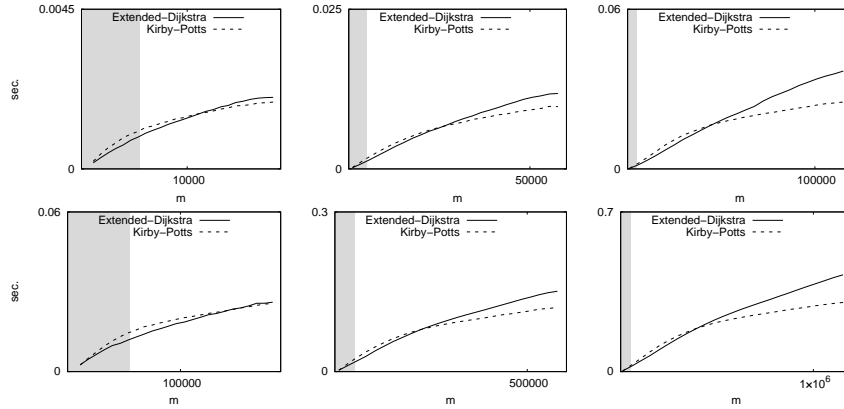 0.0045
Extended−Dijkstra
Kirby−Potts
sec.
0
10000
m
0.025
Extended−Dijkstra
Kirby−Potts
0
50000
m
0.06
Extended−Dijkstra
Kirby−Potts
0
100000
m
0.06
Extended−Dijkstra
Kirby−Potts
sec.
0
100000
m
0.3
Extended−Dijkstra
Kirby−Potts
0
500000
m
0.7
Extended−Dijkstra
Kirby−Potts
0
1×10⁶
m